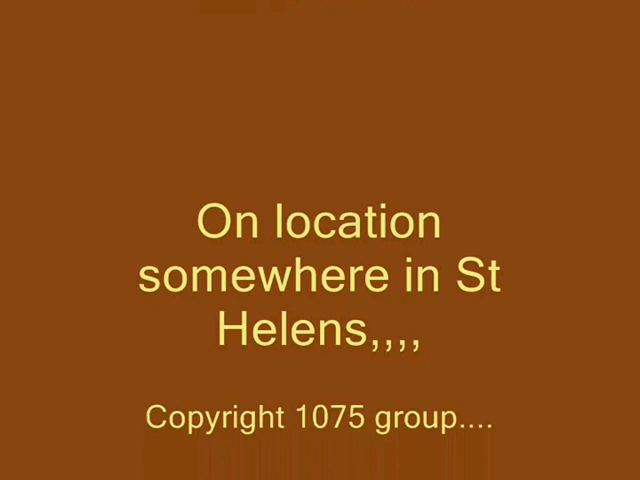 On location
somewhere in St
Helens,,,,
Copyright 1075 group....